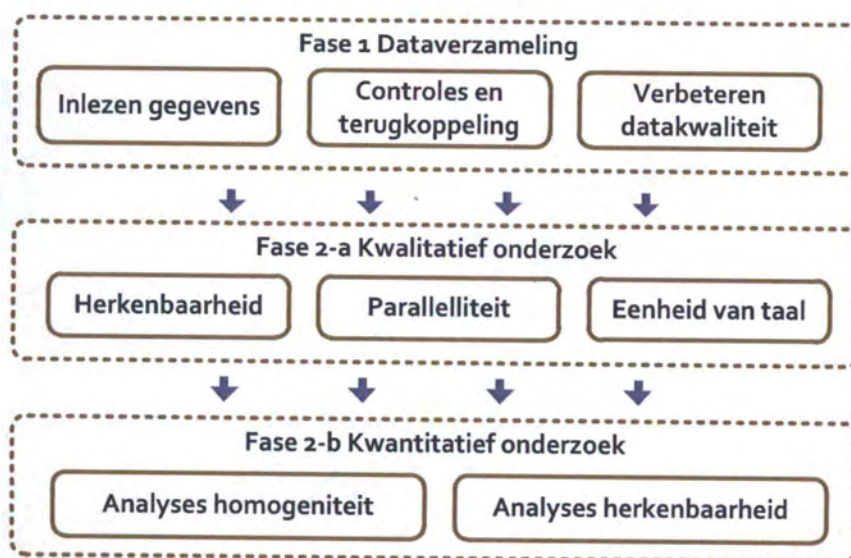 Fase 1 Dataverzameling
Inlezen gegevens
Controles en
terugkoppeling
Verbeteren
datakwaliteit
Fase 2-a Kwalitatief onderzoek
Herkenbaarheid
Parallelliteit
Eenheid van taal
Fase 2-b Kwantitatief onderzoek
Analyses homogeniteit
Analyses herkenbaarheid